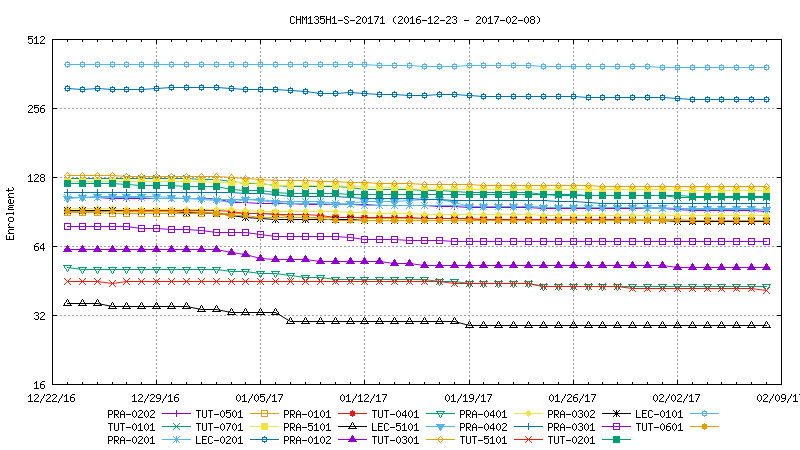 CHM135H1-S-20171 (2016-12-23 - 2017-02-08)
512
256
128
64
32
16
Enrolment
12/22/16 12/29/16 01/05/17 01/12/17 01/19/17 01/26/17 02/02/17 02/09/17
PRA-0202 TUT-0501 PRA-0101 TUT-0401 PRA-0401 PRA-0302 LEC-0101
TUT-0101 TUT-0701 PRA-5101 LEC-5101 PRA-0402 PRA-0301 TUT-0601
PRA-0201 LEC-0201 PRA-0102 TUT-0301 TUT-5101 TUT-0201